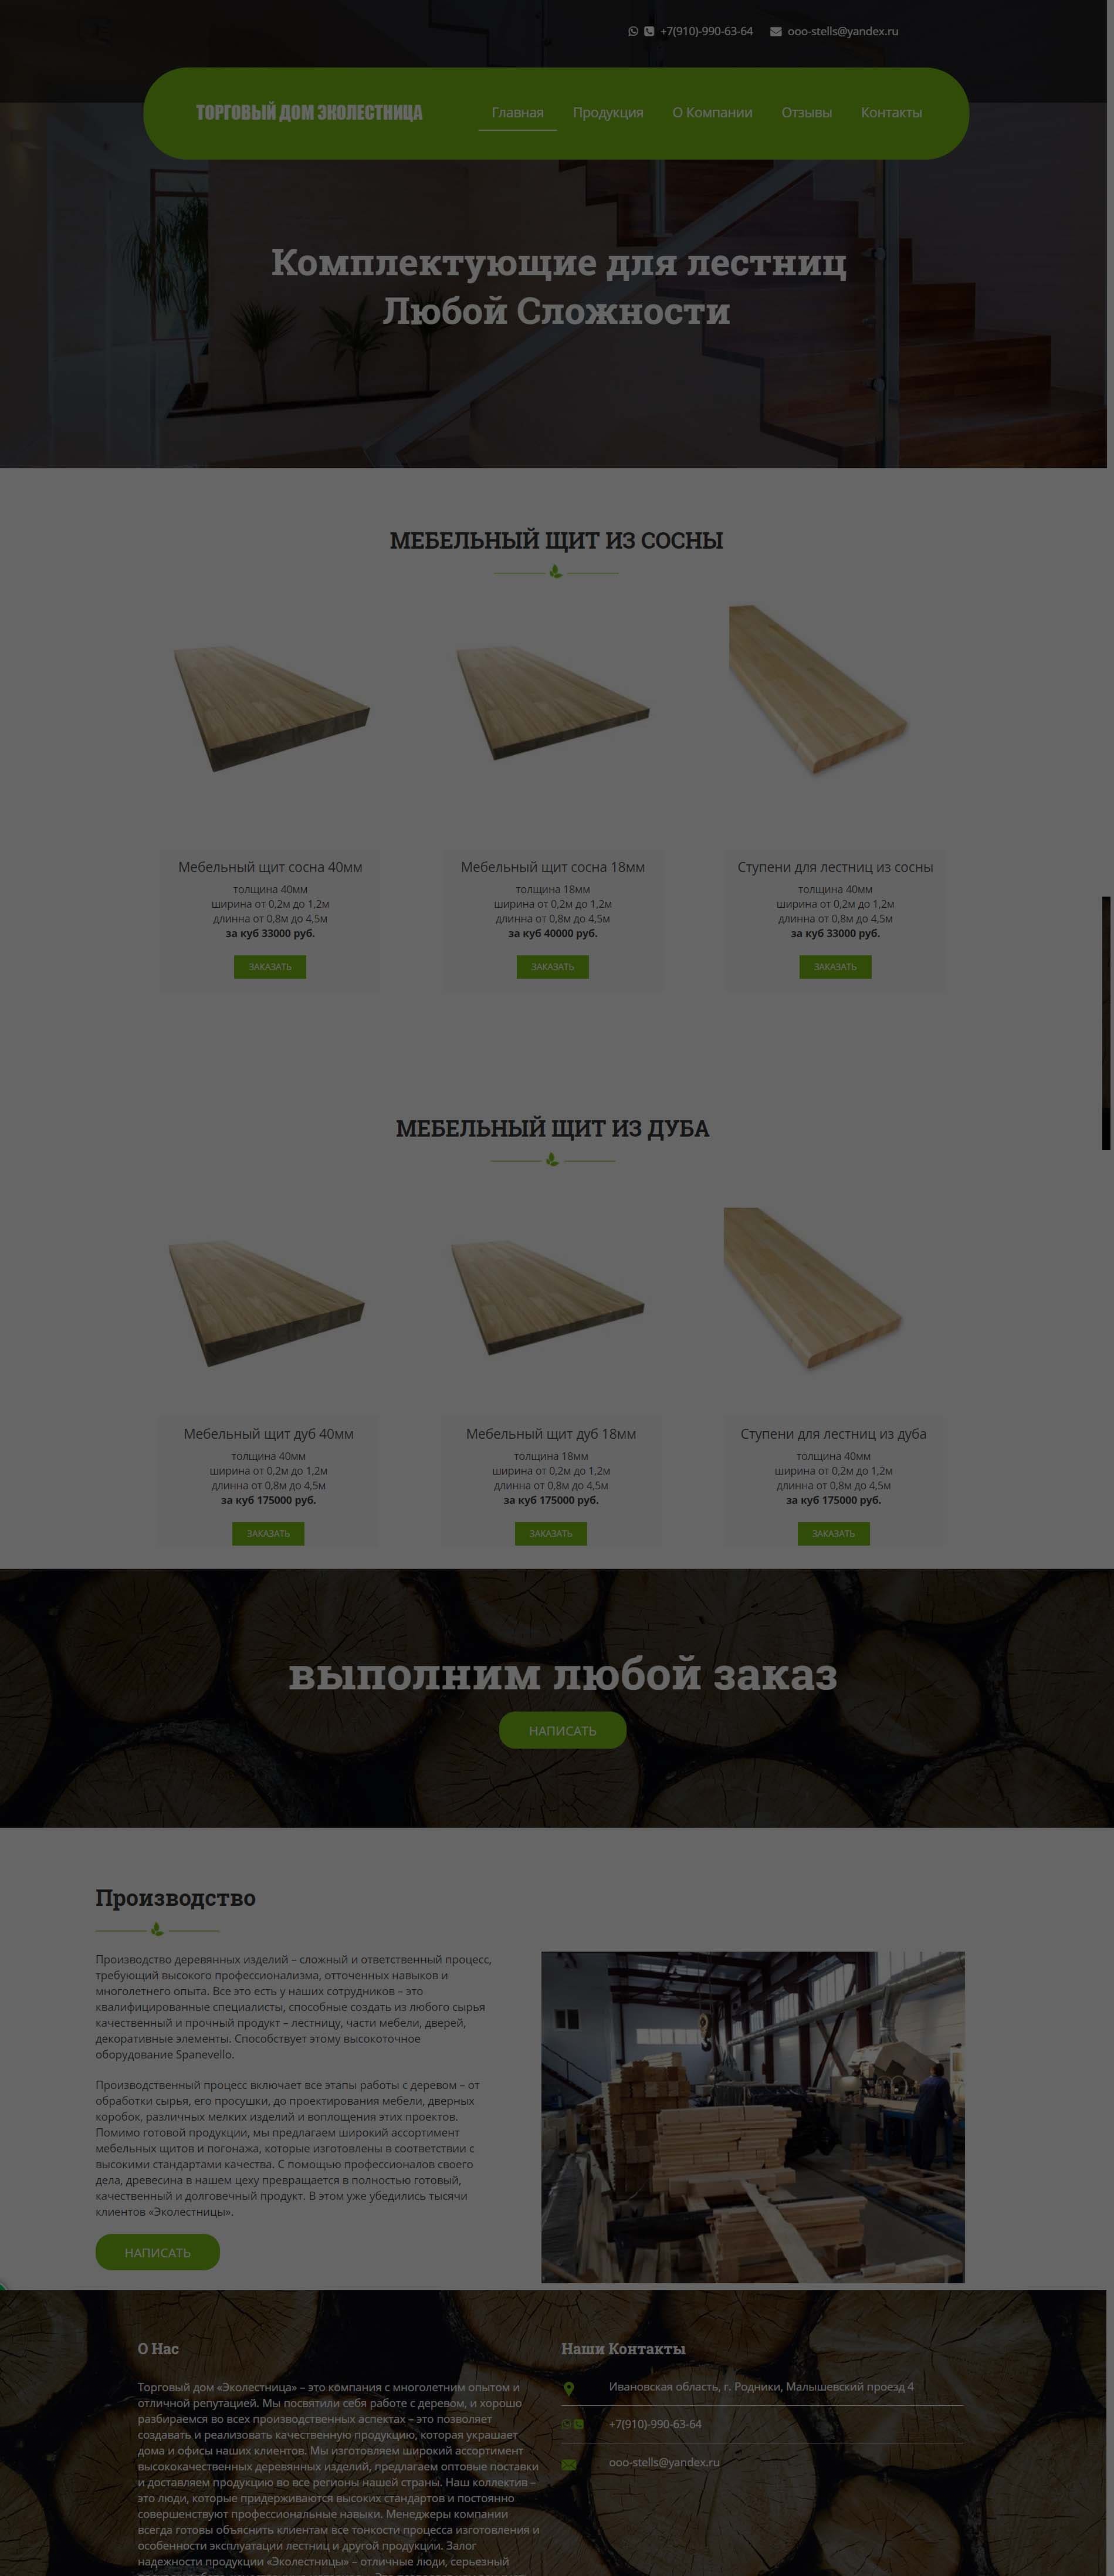 +7(910)-990-63-64 ooo-stells@yandex.ru
ТОРГОВЫЙ ДОМ ЭКОЛЕСТНИЦА
Главная Продукция О Компании Отзывы Контакты
Комплектующие для лестниц
Любой Сложности
МЕБЕЛЬНЫЙ ЩИТ ИЗ СОСНЫ
Мебельный щит сосна 40мм
толщина 40мм
ширина от 0,2м до 1,2м
длинна от 0,8м до 4,5м
за куб 33000 руб.
ЗАКАЗАТЬ
Мебельный щит сосна 18мм
толщина 18мм
ширина от 0,2м до 1,2м
длинна от 0,8м до 4,5м
за куб 40000 руб.
ЗАКАЗАТЬ
Ступени для лестниц из сосны
толщина 40мм
ширина от 0,2м до 1,2м
длинна от 0,8м до 4,5м
за куб 33000 руб.
ЗАКАЗАТЬ
МЕБЕЛЬНЫЙ ЩИТ ИЗ ДУБА
Мебельный щит дуб 40мм
толщина 40мм
ширина от 0,2м до 1,2м
длинна от 0,8м до 4,5м
за куб 175000 руб.
ЗАКАЗАТЬ
Мебельный щит дуб 18мм
толщина 18мм
ширина от 0,2м до 1,2м
длинна от 0,8м до 4,5м
за куб 175000 руб.
ЗАКАЗАТЬ
Ступени для лестниц из дуба
толщина 40мм
ширина от 0,2м до 1,2м
длинна от 0,8м до 4,5м
за куб 175000 руб.
ЗАКАЗАТЬ
выполним любой заказ
НАПИСАТЬ
Производство
Производство деревянных изделий – сложный и ответственный процесс,
требующий высокого профессионализма, отточенных навыков и
многолетнего опыта. Все это есть у наших сотрудников – это
квалифицированные специалисты, способные создать из любого сырья
качественный и прочный продукт – лестницу, части мебели, дверей,
декоративные элементы. Способствует этому высокоточное
оборудование Spanevello.
Производственный процесс включает все этапы работы с деревом – от
обработки сырья, его просушки, до проектирования мебели, дверных
коробок, различных мелких изделий и воплощения этих проектов.
Помимо готовой продукции, мы предлагаем широкий ассортимент
мебельных щитов и погонажа, которые изготовлены в соответствии с
высокими стандартами качества. С помощью профессионалов своего
дела, древесина в нашем цеху превращается в полностью готовый,
качественный и долговечный продукт. В этом уже убедились тысячи
клиентов «Эколестницы».
НАПИСАТЬ
О Нас
Торговый дом «Эколестница» – это компания с многолетним опытом и
отличной репутацией. Мы посвятили себя работе с деревом, и хорошо
разбираемся во всех производственных аспектах – это позволяет
создавать и реализовать качественную продукцию, которая украшает
дома и офисы наших клиентов. Мы изготовляем широкий ассортимент
высококачественных деревянных изделий, предлагаем оптовые поставки
и доставляем продукцию во все регионы нашей страны. Наш коллектив –
это люди, которые придерживаются высоких стандартов и постоянно
совершенствуют профессиональные навыки. Менеджеры компании
всегда готовы объяснить клиентам все тонкости процесса изготовления и
особенности эксплуатации лестниц и другой продукции. Залог
надежности продукции «Эколестницы» – отличные люди, серьезный
Наши Контакты
Ивановская область, г. Родники, Малышевский проезд 4
+7(910)-990-63-64
ooo-stells@yandex.ru